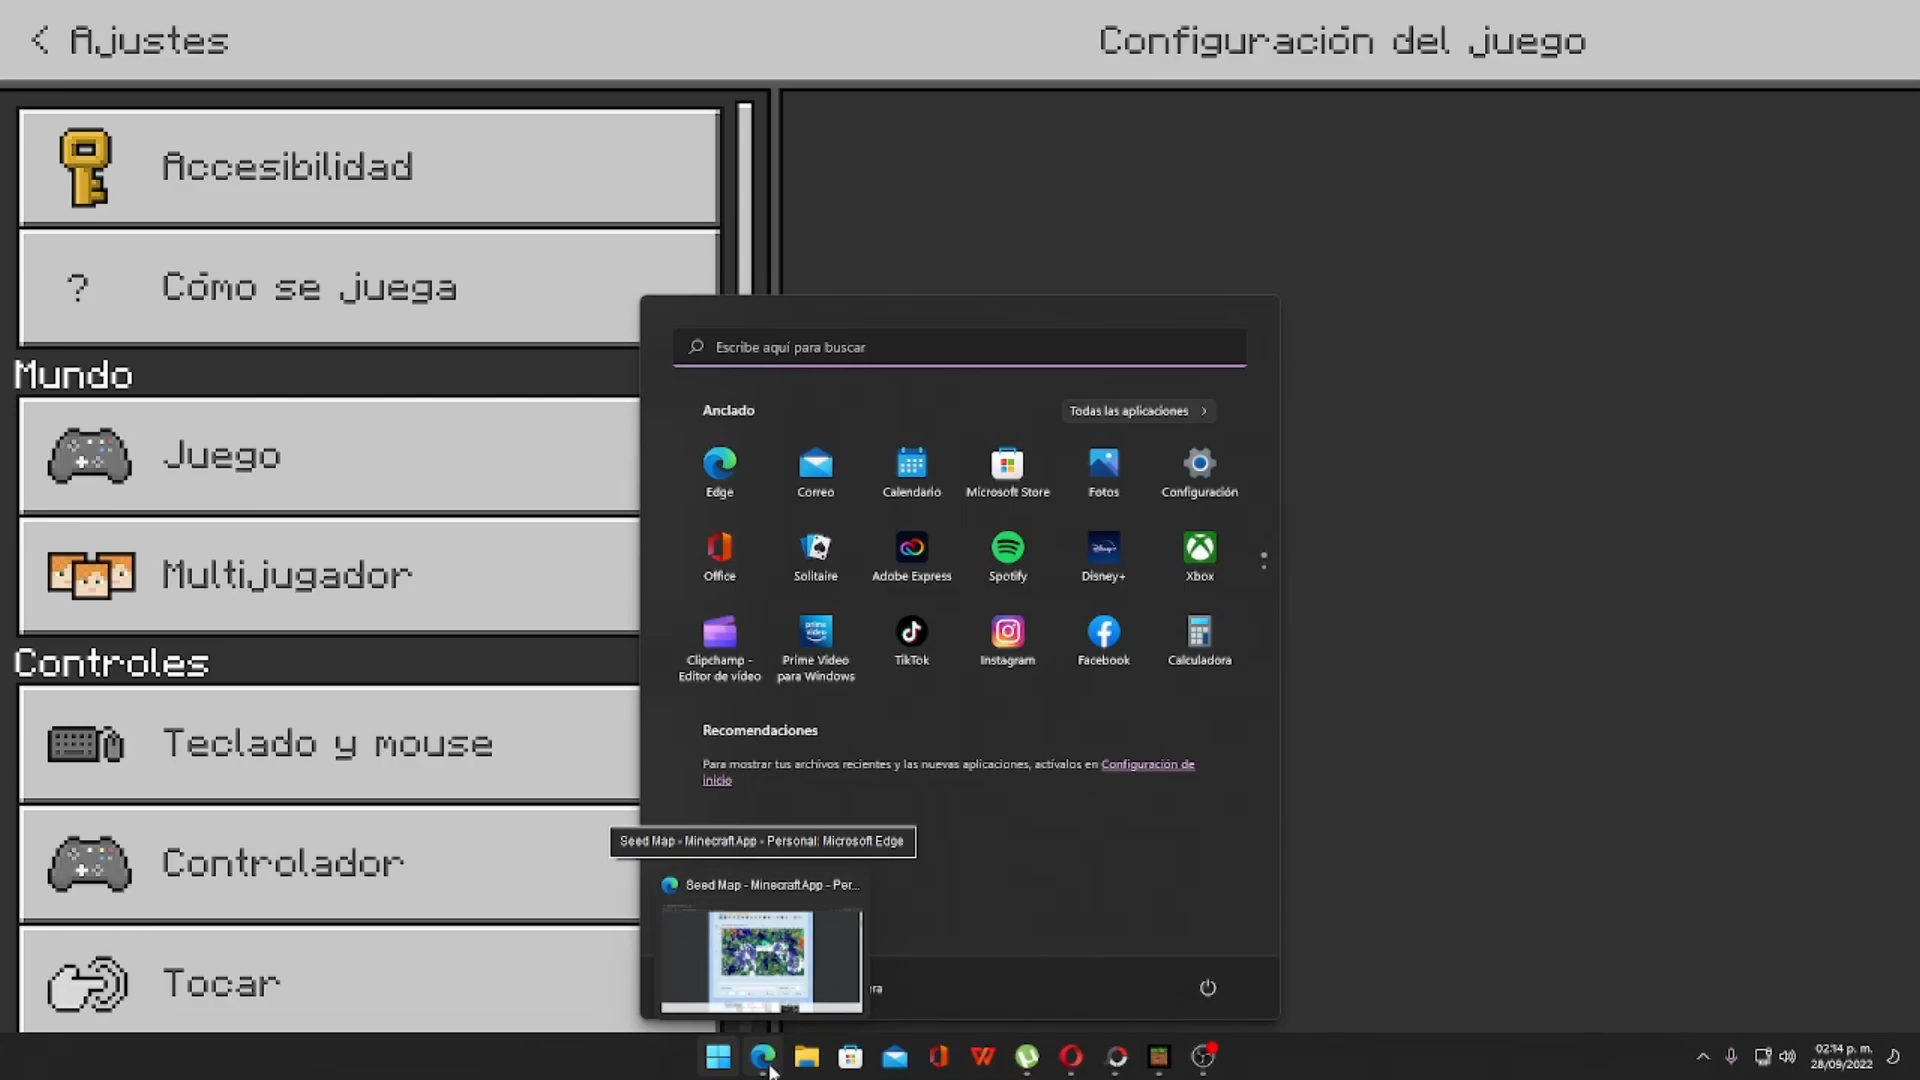 < Ajustes
Configuración del juego
Accesibilidad
? Cómo se juega
Mundo
Juego
Multijugador
Controles
Teclado y mouse
Controlador
Tocar
Escribe aquí para buscar
Anclado
Todas las aplicaciones >
Edge
Correo
Calendario
Microsoft Store
Fotos
Configuración
Office
Solitaire
Adobe Express
Spotify
Disney+
Xbox
Clipchamp -
Editor de vídeo
prime video
Prime Video
para Windows
TikTok
Instagram
Facebook
Calculadora
Recomendaciones
Para mostrar tus archivos recientes y las nuevas aplicaciones, actívalos en Configuración de
inicio
Seed Map - MinecraftApp - Personal: Microsoft Edge
Seed Map - MinecraftApp - Per...
era
02:14 p. m.
28/09/2022